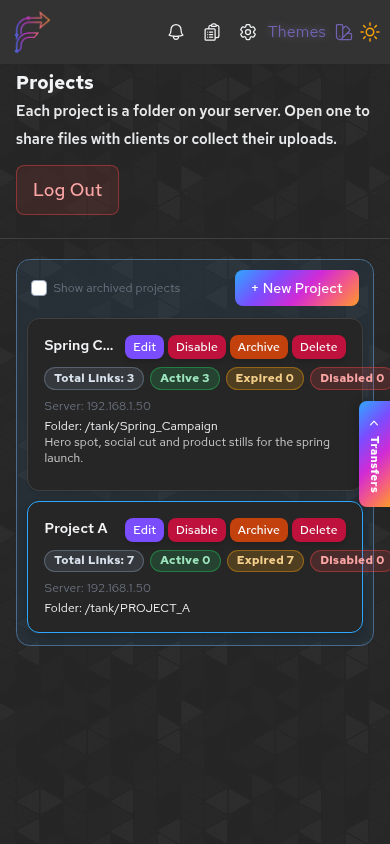 Themes
Projects
Each project is a folder on your server. Open one to
share files with clients or collect their uploads.
Log Out
Show archived projects
+ New Project
Spring C...
Edit
Disable
Archive
Delete
Total Links: 3
Active 3
Expired 0
Disabled 0
Server: 192.168.1.50
Folder: /tank/Spring_Campaign
Hero spot, social cut and product stills for the spring
launch.
Transfers
Project A
Edit
Disable
Archive
Delete
Total Links: 7
Active 0
Expired 7
Disabled 0
Server: 192.168.1.50
Folder: /tank/PROJECT_A